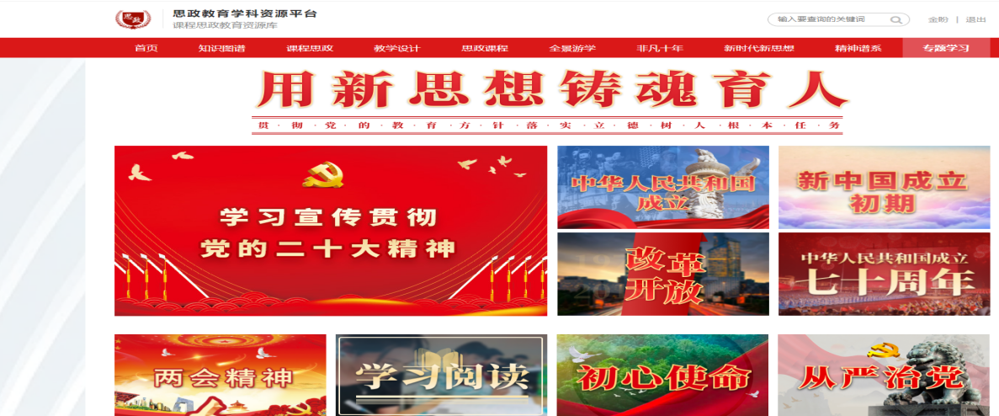 思政教育学科资源平台
课程思政教育资源库
输入要查询的关键词
金盼 | 退出
首页 知识图谱 课程思政 教学设计 思政课程 全景游学 非凡十年 新时代新思想 精神谱系 专题学习
用新思想铸魂育人
贯·彻·党·的·教·育·方·针·落·实·立·德·树·人·根·本·任·务
学习宣传贯彻
党的二十大精神
中华人民共和国
成立
新中国成立
初期
改革
开放
中华人民共和国成立
七十周年
两会精神
学习阅读
初心使命
从严治党